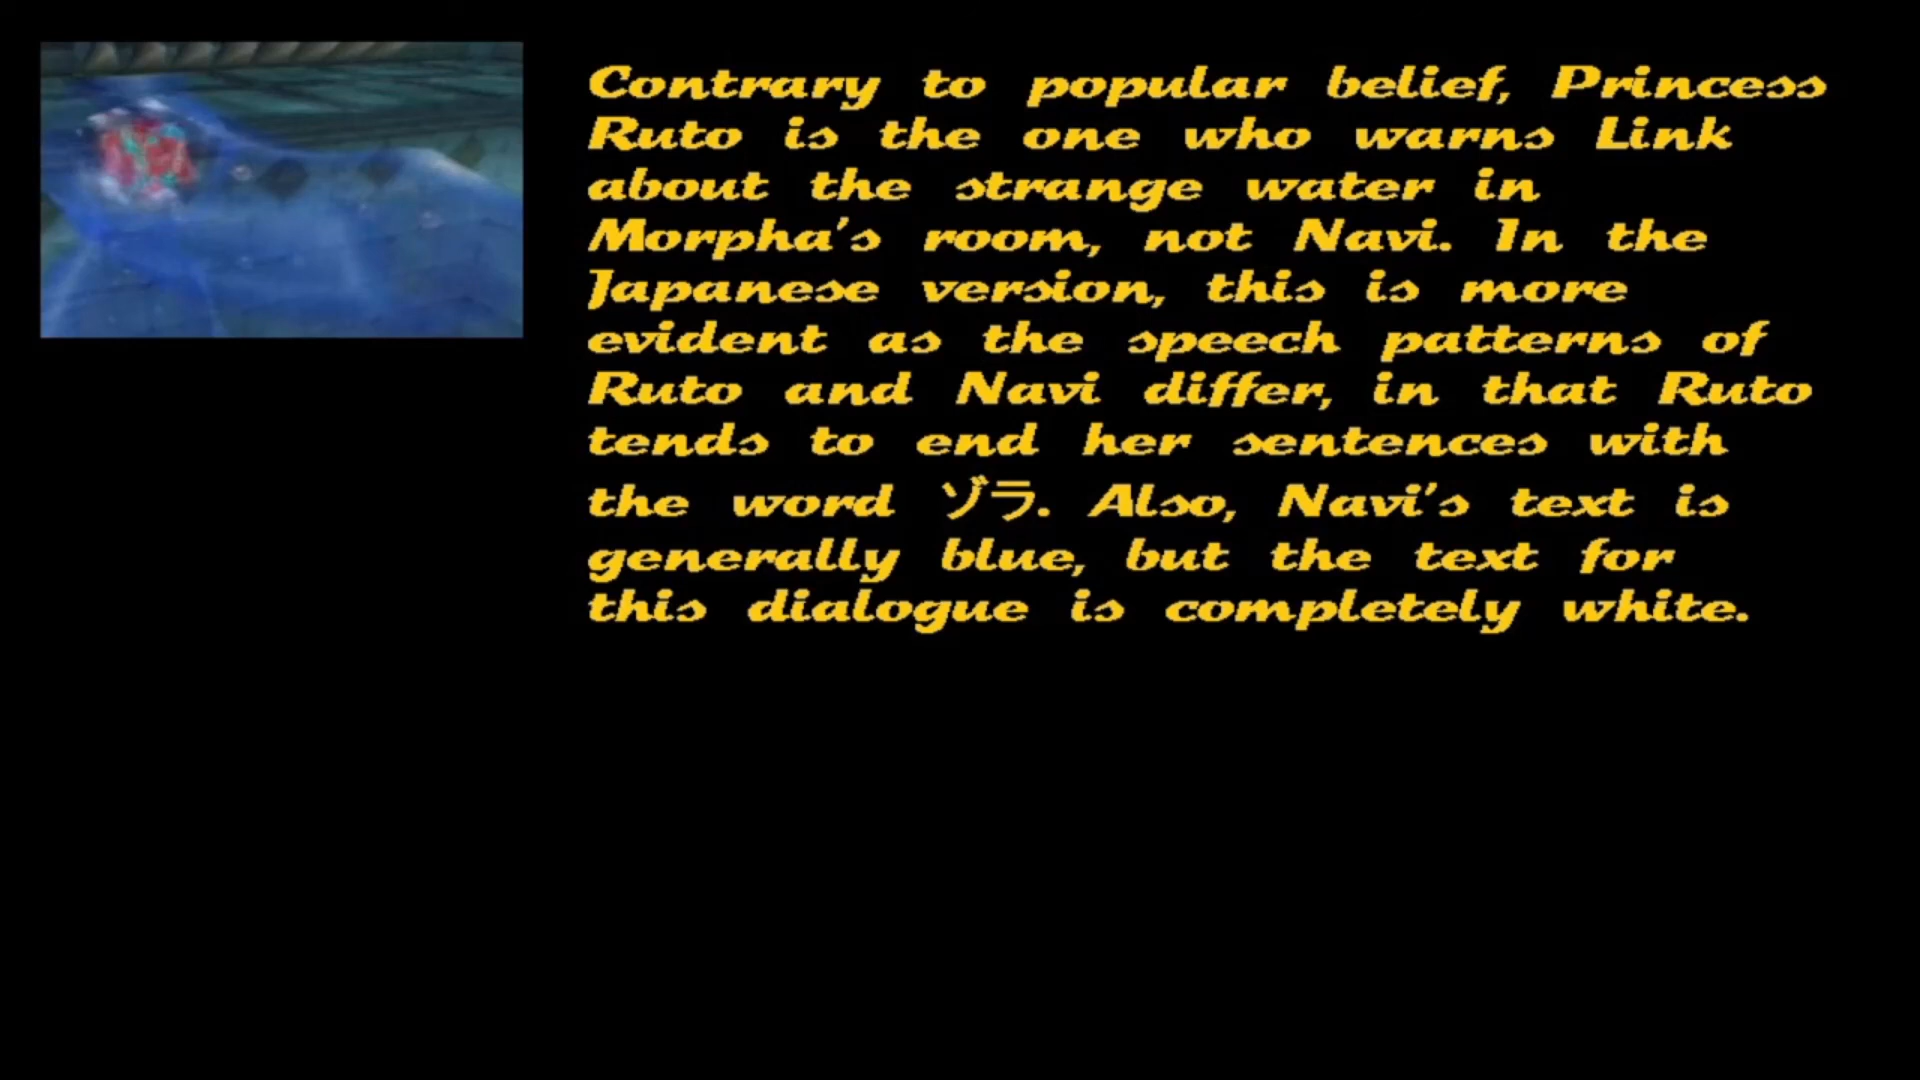 Contrary to popular belief, Princess
Ruto is the one who warns Link
about the strange water in
Morpha's room, not Navi. In the
Japanese version, this is more
evident as the speech patterns of
Ruto and Navi differ, in that Ruto
tends to end her sentences with
the word ゾラ. Also, Navi's text is
generally blue, but the text for
this dialogue is completely white.